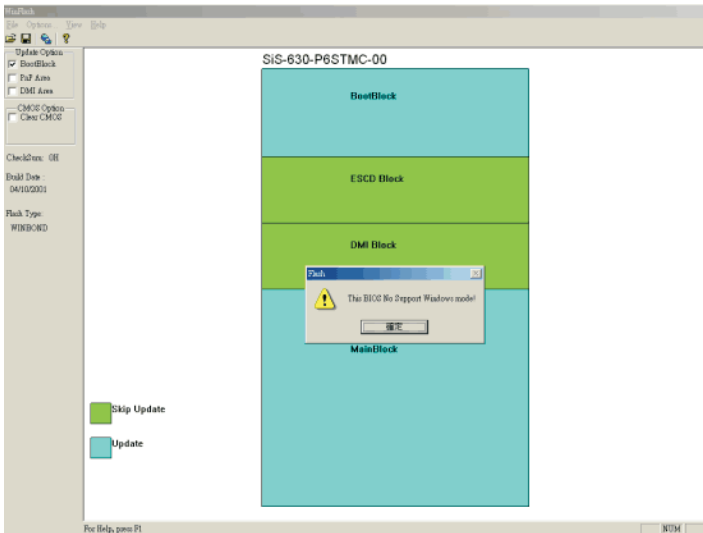 WinFlash
File Options View Help
Update Option
BootBlock
PnP Area
DMI Area
CMOS Option
Clear CMOS
CheckSum: 0H
Build Date :
04/10/2001
Flash Type:
WINBOND
SiS-630-P6STMC-00
BootBlock
ESCD Block
DMI Block
Flash
This BIOS No Support Windows mode!
確定
MainBlock
Skip Update
Update
For Help, press F1
NUM